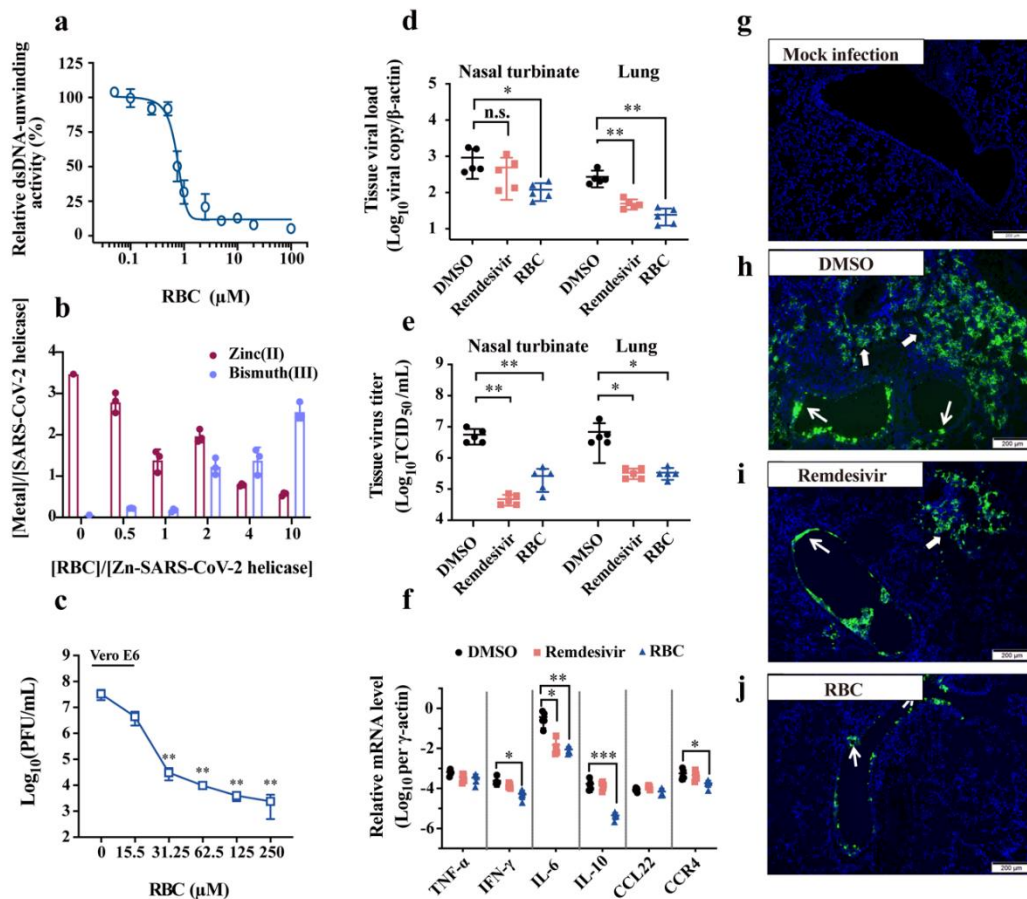 a
Relative dsDNA-unwinding
activity (%)
125
100
75
50
25
0
0.1
1
10
100
RBC (μM)
b
[Metal]/[SARS-CoV-2 helicase]
Zinc(II)
Bismuth(III)
4
3
2
1
0
0
0.5
1
2
4
10
[RBC]/[Zn-SARS-CoV-2 helicase]
c
Vero E6
Log10(PFU/mL)
9
8
7
6
5
4
3
2
**
**
**
**
0
15.5
31.25
62.5
125
250
RBC (μM)
d
Nasal turbinate
Lung
Tissue viral load
(Log10viral copy/β-actin)
5
4
3
2
1
*
n.s.
**
**
DMSO
Remdesivir
RBC
DMSO
Remdesivir
RBC
e
Nasal turbinate
Lung
Tissue virus titer
(Log10TCID50/mL)
9
8
7
6
5
4
**
**
*
*
DMSO
Remdesivir
RBC
DMSO
Remdesivir
RBC
f
DMSO
Remdesivir
RBC
Relative mRNA level
(Log10 per γ-actin)
0
-2
-4
-6
*
**
*
***
*
TNF-α
IFN-γ
IL-6
IL-10
CCL22
CCR4
g
Mock infection
h
DMSO
200 μm
i
Remdesivir
200 μm
j
RBC
200 μm